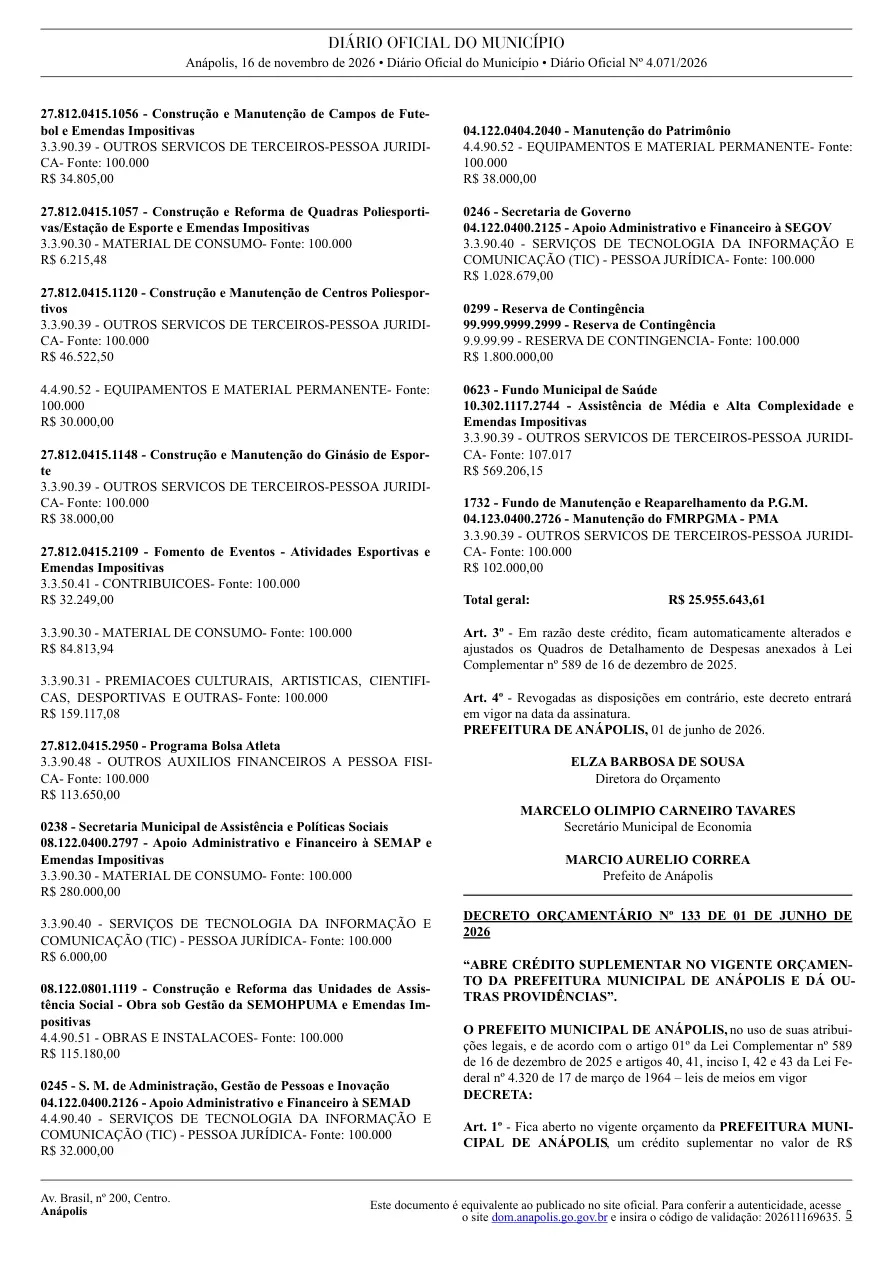 DIÁRIO OFICIAL DO MUNICÍPIO
Anápolis, 16 de novembro de 2026 • Diário Oficial do Município • Diário Oficial Nº 4.071/2026
27.812.0415.1056 - Construção e Manutenção de Campos de Fute-
bol e Emendas Impositivas
3.3.90.39 - OUTROS SERVICOS DE TERCEIROS-PESSOA JURIDI-
CA- Fonte: 100.000
R$ 34.805,00
27.812.0415.1057 - Construção e Reforma de Quadras Poliesporti-
vas/Estação de Esporte e Emendas Impositivas
3.3.90.30 - MATERIAL DE CONSUMO- Fonte: 100.000
R$ 6.215,48
27.812.0415.1120 - Construção e Manutenção de Centros Poliespor-
tivos
3.3.90.39 - OUTROS SERVICOS DE TERCEIROS-PESSOA JURIDI-
CA- Fonte: 100.000
R$ 46.522,50
4.4.90.52 - EQUIPAMENTOS E MATERIAL PERMANENTE- Fonte:
100.000
R$ 30.000,00
27.812.0415.1148 - Construção e Manutenção do Ginásio de Espor-
te
3.3.90.39 - OUTROS SERVICOS DE TERCEIROS-PESSOA JURIDI-
CA- Fonte: 100.000
R$ 38.000,00
27.812.0415.2109 - Fomento de Eventos - Atividades Esportivas e
Emendas Impositivas
3.3.50.41 - CONTRIBUICOES- Fonte: 100.000
R$ 32.249,00
3.3.90.30 - MATERIAL DE CONSUMO- Fonte: 100.000
R$ 84.813,94
3.3.90.31 - PREMIACOES CULTURAIS, ARTISTICAS, CIENTIFI-
CAS, DESPORTIVAS E OUTRAS- Fonte: 100.000
R$ 159.117,08
27.812.0415.2950 - Programa Bolsa Atleta
3.3.90.48 - OUTROS AUXILIOS FINANCEIROS A PESSOA FISI-
CA- Fonte: 100.000
R$ 113.650,00
0238 - Secretaria Municipal de Assistência e Políticas Sociais
08.122.0400.2797 - Apoio Administrativo e Financeiro à SEMAP e
Emendas Impositivas
3.3.90.30 - MATERIAL DE CONSUMO- Fonte: 100.000
R$ 280.000,00
3.3.90.40 - SERVIÇOS DE TECNOLOGIA DA INFORMAÇÃO E
COMUNICAÇÃO (TIC) - PESSOA JURÍDICA- Fonte: 100.000
R$ 6.000,00
08.122.0801.1119 - Construção e Reforma das Unidades de Assis-
tência Social - Obra sob Gestão da SEMOHPUMA e Emendas Im-
positivas
4.4.90.51 - OBRAS E INSTALACOES- Fonte: 100.000
R$ 115.180,00
0245 - S. M. de Administração, Gestão de Pessoas e Inovação
04.122.0400.2126 - Apoio Administrativo e Financeiro à SEMAD
4.4.90.40 - SERVIÇOS DE TECNOLOGIA DA INFORMAÇÃO E
COMUNICAÇÃO (TIC) - PESSOA JURÍDICA- Fonte: 100.000
R$ 32.000,00
04.122.0404.2040 - Manutenção do Patrimônio
4.4.90.52 - EQUIPAMENTOS E MATERIAL PERMANENTE- Fonte:
100.000
R$ 38.000,00
0246 - Secretaria de Governo
04.122.0400.2125 - Apoio Administrativo e Financeiro à SEGOV
3.3.90.40 - SERVIÇOS DE TECNOLOGIA DA INFORMAÇÃO E
COMUNICAÇÃO (TIC) - PESSOA JURÍDICA- Fonte: 100.000
R$ 1.028.679,00
0299 - Reserva de Contingência
99.999.9999.2999 - Reserva de Contingência
9.9.99.99 - RESERVA DE CONTINGENCIA- Fonte: 100.000
R$ 1.800.000,00
0623 - Fundo Municipal de Saúde
10.302.1117.2744 - Assistência de Média e Alta Complexidade e
Emendas Impositivas
3.3.90.39 - OUTROS SERVICOS DE TERCEIROS-PESSOA JURIDI-
CA- Fonte: 107.017
R$ 569.206,15
1732 - Fundo de Manutenção e Reaparelhamento da P.G.M.
04.123.0400.2726 - Manutenção do FMRPGMA - PMA
3.3.90.39 - OUTROS SERVICOS DE TERCEIROS-PESSOA JURIDI-
CA- Fonte: 100.000
R$ 102.000,00
Total geral: R$ 25.955.643,61
Art. 3º - Em razão deste crédito, ficam automaticamente alterados e
ajustados os Quadros de Detalhamento de Despesas anexados à Lei
Complementar nº 589 de 16 de dezembro de 2025.
Art. 4º - Revogadas as disposições em contrário, este decreto entrará
em vigor na data da assinatura.
PREFEITURA DE ANÁPOLIS, 01 de junho de 2026.
ELZA BARBOSA DE SOUSA
Diretora do Orçamento
MARCELO OLIMPIO CARNEIRO TAVARES
Secretário Municipal de Economia
MARCIO AURELIO CORREA
Prefeito de Anápolis
DECRETO ORÇAMENTÁRIO Nº 133 DE 01 DE JUNHO DE
2026
“ABRE CRÉDITO SUPLEMENTAR NO VIGENTE ORÇAMEN-
TO DA PREFEITURA MUNICIPAL DE ANÁPOLIS E DÁ OU-
TRAS PROVIDÊNCIAS”.
O PREFEITO MUNICIPAL DE ANÁPOLIS, no uso de suas atribui-
ções legais, e de acordo com o artigo 01º da Lei Complementar nº 589
de 16 de dezembro de 2025 e artigos 40, 41, inciso I, 42 e 43 da Lei Fe-
deral nº 4.320 de 17 de março de 1964 – leis de meios em vigor
DECRETA:
Art. 1º - Fica aberto no vigente orçamento da PREFEITURA MUNI-
CIPAL DE ANÁPOLIS, um crédito suplementar no valor de R$
Av. Brasil, nº 200, Centro.
Anápolis
Este documento é equivalente ao publicado no site oficial. Para conferir a autenticidade, acesse
o site dom.anapolis.go.gov.br e insira o código de validação: 202611169635. 5